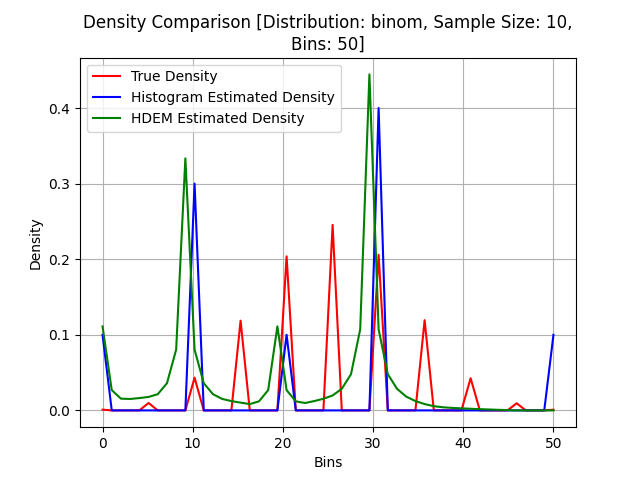 Density Comparison [Distribution: binom, Sample Size: 10,
Bins: 50]
True Density
Histogram Estimated Density
HDEM Estimated Density
Density
0.4
0.3
0.2
0.1
0.0
0 10 20 30 40 50
Bins